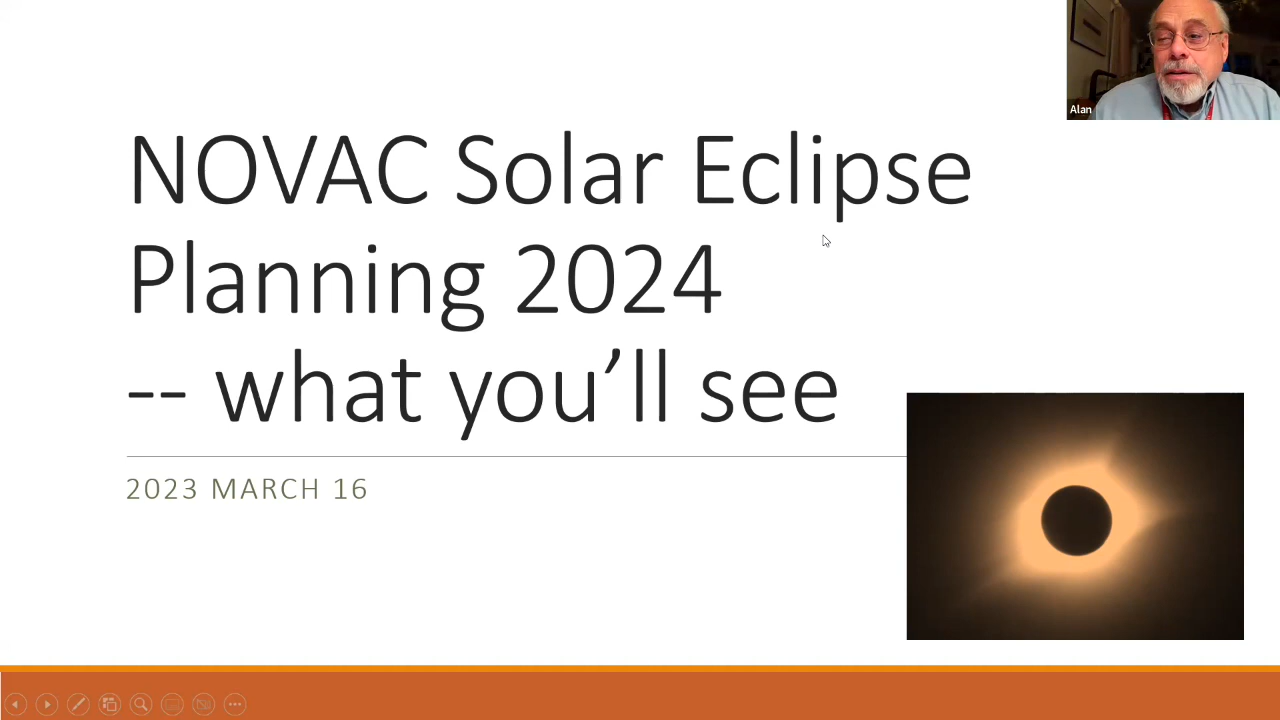 NOVAC Solar Eclipse
Planning 2024
-- what you’ll see
2023 MARCH 16
Alan